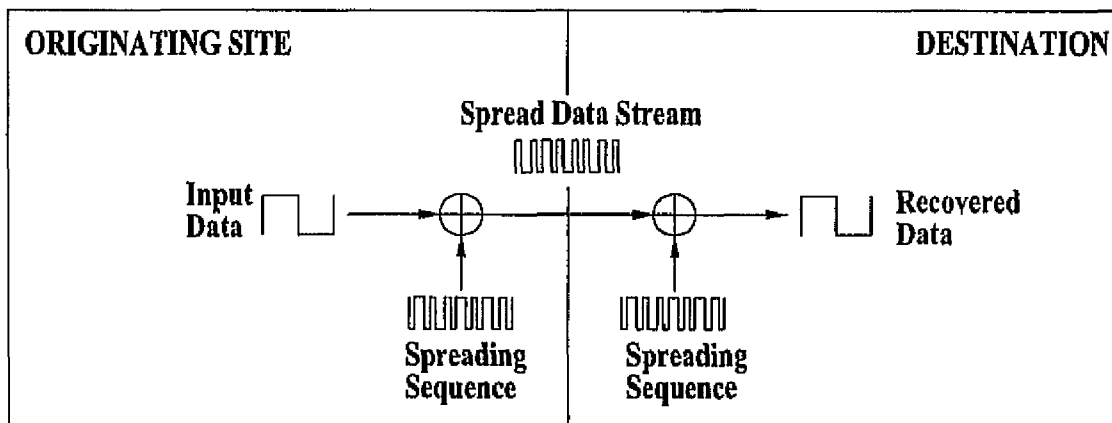 ORIGINATING SITE
DESTINATION
Spread Data Stream
Input
Data
Recovered
Data
Spreading
Sequence
Spreading
Sequence